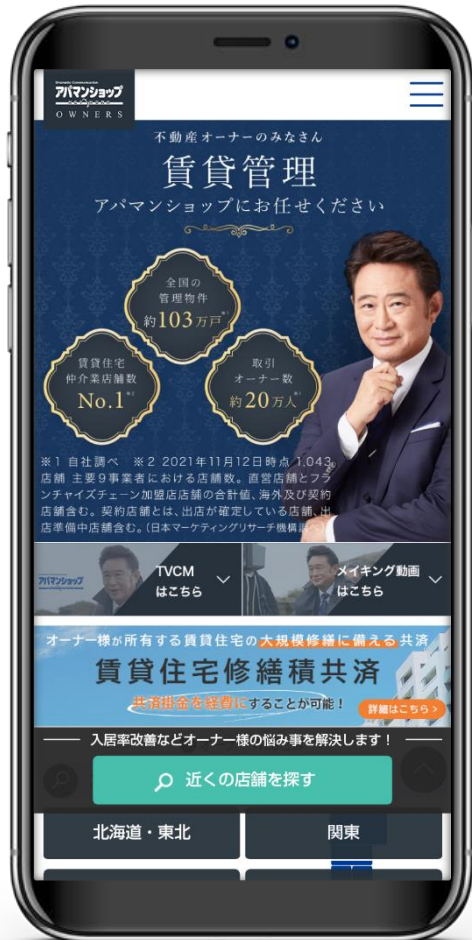 アパマンショップ
OWNERS
不動産オーナーのみなさん
賃貸管理
アパマンショップにお任せください
全国の
管理物件
約103万戸※1
賃貸住宅
仲介業店舗数
No.1※2
取引
オーナー数
約20万人※1
※1 自社調べ ※2 2021年11月12日時点 1,043
店舗 主要9事業者における店舗数。直営店舗とフラ
ンチャイズチェーン加盟店店舗の合計値、海外及び契約
店舗含む。契約店舗とは、出店が確定している店舗、出
店準備中店舗含む。(日本マーケティングリサーチ機構調べ)
アパマンショップ
TVCM
はこちら
メイキング動画
はこちら
オーナー様が所有する賃貸住宅の大規模修繕に備える共済
賃貸住宅修繕積共済
共済掛金を経費にすることが可能！
詳細はこちら >
入居率改善などオーナー様の悩み事を解決します！
近くの店舗を探す
北海道・東北
関東